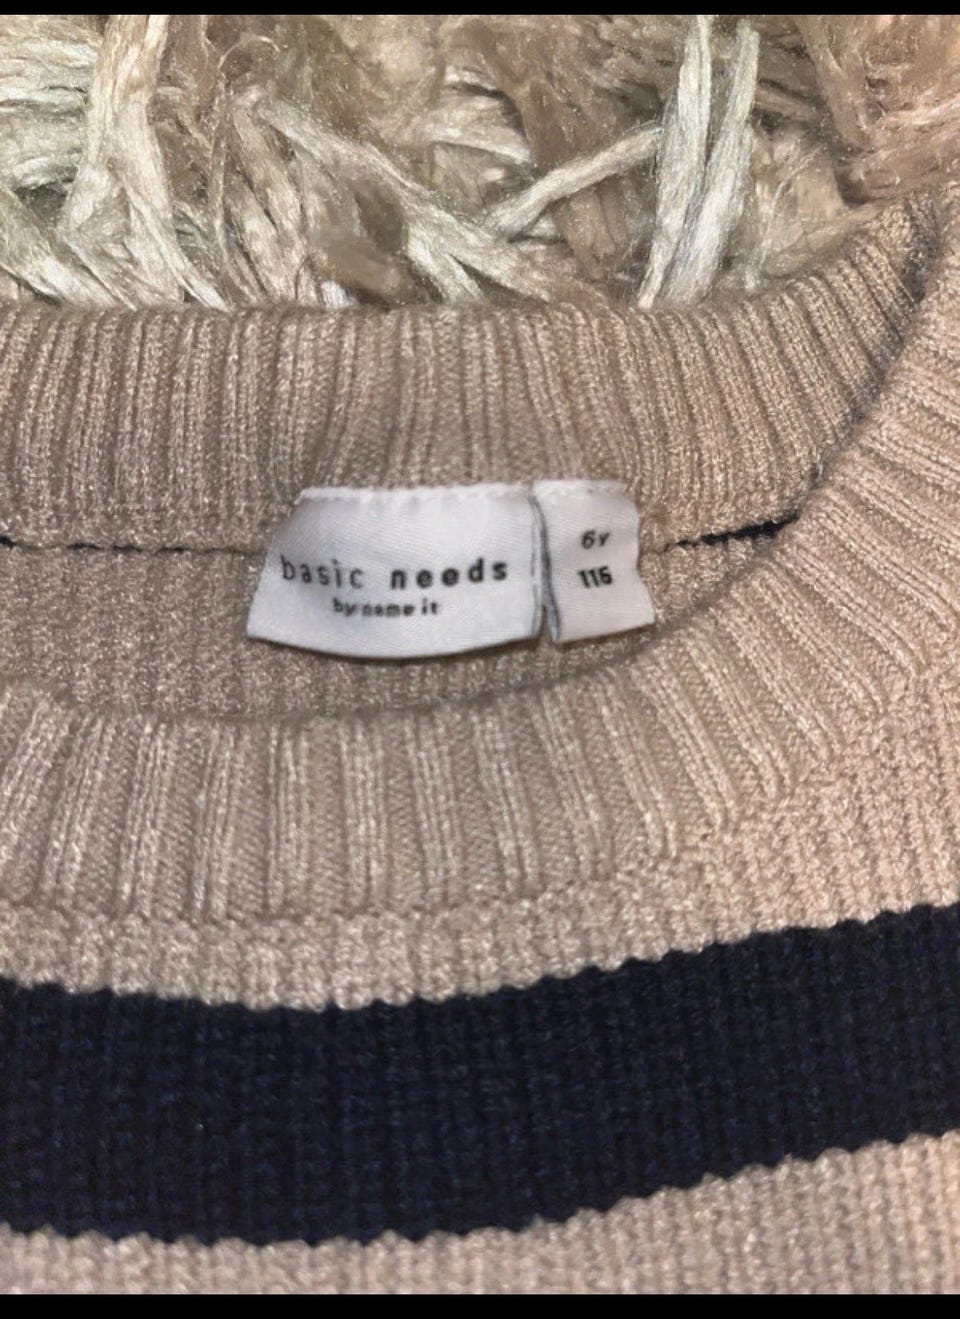 basic needs
by name it
6Y
116